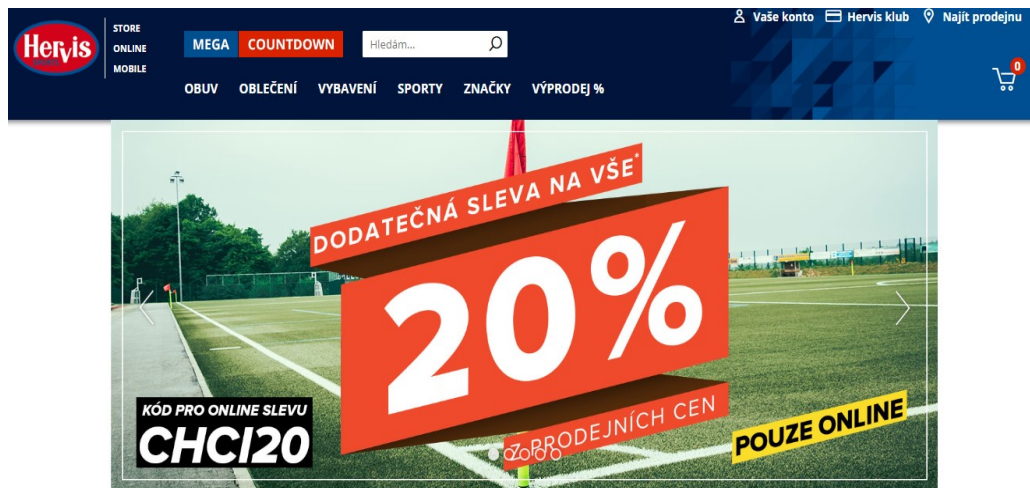 Vaše konto Hervis klub Najít prodejnu
Hervis
STORE
ONLINE
MOBILE
MEGA COUNTDOWN
Hledám...
0
OBUV OBLEČENÍ VYBAVENÍ SPORTY ZNAČKY VÝPRODEJ %
DODATEČNÁ SLEVA NA VŠE*
20%
Z PRODEJNÍCH CEN
KÓD PRO ONLINE SLEVU
CHCI20
POUZE ONLINE